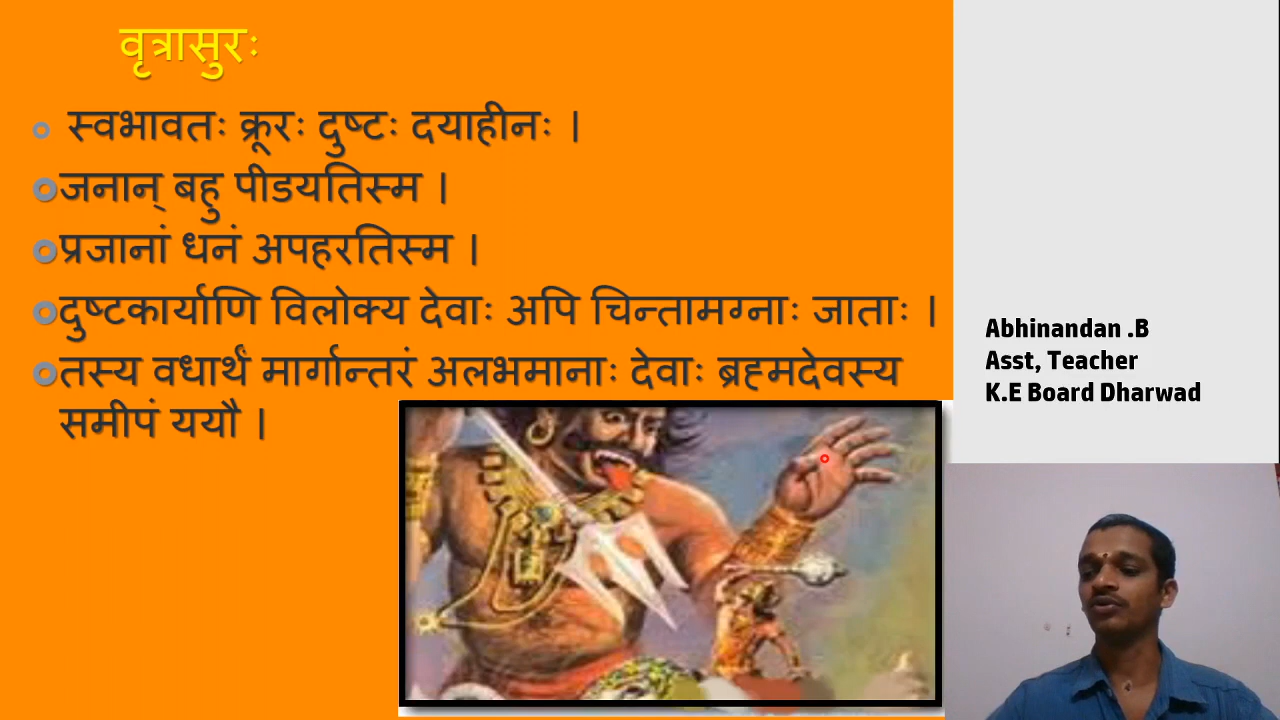 वृत्रासुरः
स्वभावतः क्रूरः दुष्टः दयाहीनः ।
जनान् बहु पीडयतिस्म ।
प्रजानां धनं अपहरतिस्म ।
दुष्टकार्याणि विलोक्य देवाः अपि चिन्तामग्नाः जाताः ।
तस्य वधार्थं मार्गान्तरं अलभमानाः देवाः ब्रह्मदेवस्य
समीपं ययौ ।
Abhinandan .B
Asst, Teacher
K.E Board Dharwad